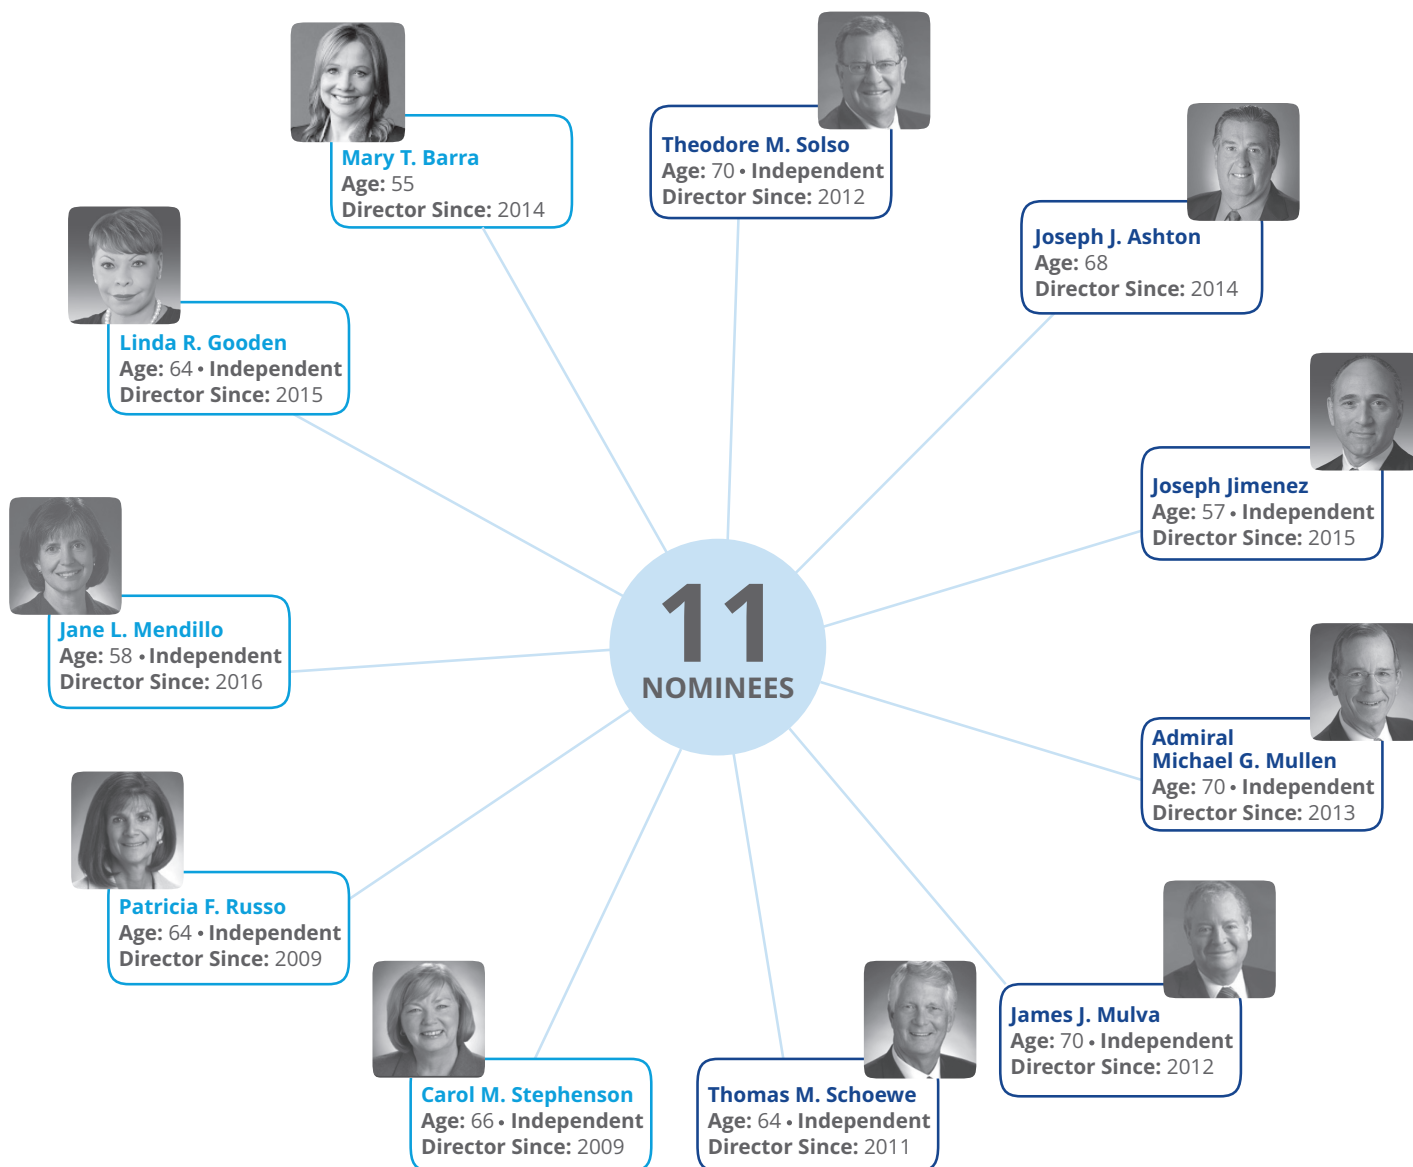 Mary T. Barra
Age: 55
Director Since: 2014
Theodore M. Solso
Age: 70 • Independent
Director Since: 2012
Joseph J. Ashton
Age: 68
Director Since: 2014
Linda R. Gooden
Age: 64 • Independent
Director Since: 2015
Joseph Jimenez
Age: 57 • Independent
Director Since: 2015
11
NOMINEES
Jane L. Mendillo
Age: 58 • Independent
Director Since: 2016
Admiral
Michael G. Mullen
Age: 70 • Independent
Director Since: 2013
Patricia F. Russo
Age: 64 • Independent
Director Since: 2009
James J. Mulva
Age: 70 • Independent
Director Since: 2012
Carol M. Stephenson
Age: 66 • Independent
Director Since: 2009
Thomas M. Schoewe
Age: 64 • Independent
Director Since: 2011